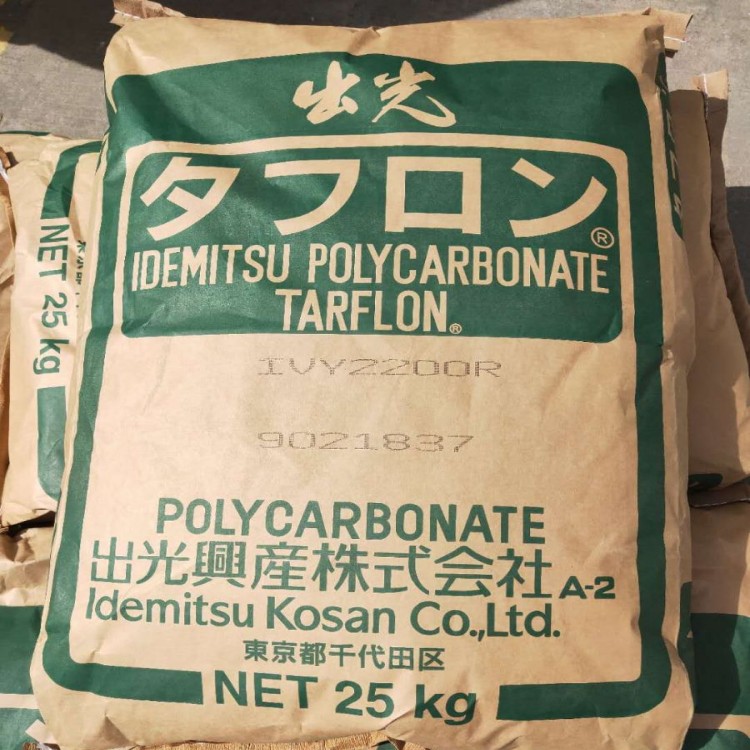 出光
タフロン®
IDEMITSU POLYCARBONATE
TARFLON®
IVY2200R
9021837
POLYCARBONATE
出光興産株式会社 A-2
Idemitsu Kosan Co.,Ltd.
東京都千代田区
NET 25 kg
NET 25 kg